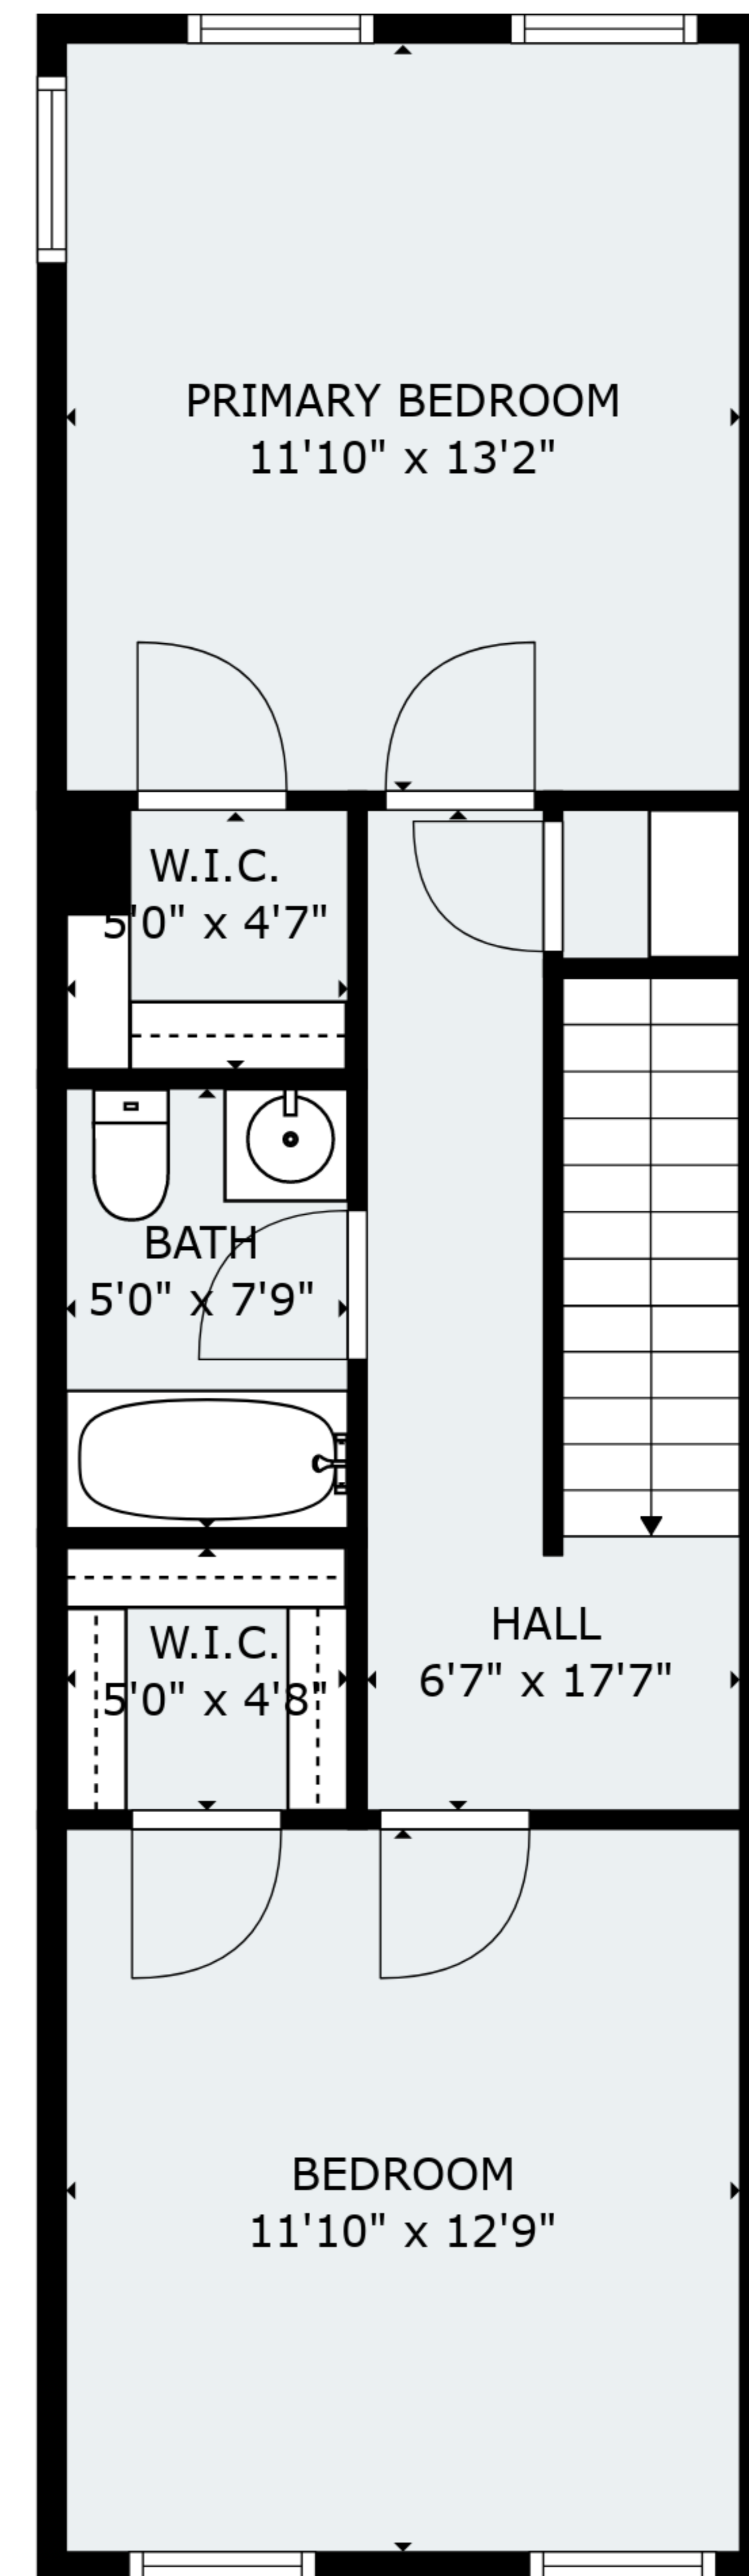 PRIMARY BEDROOM
11'10" x 13'2"
W.I.C.
5'0" x 4'7"
BATH
5'0" x 7'9"
W.I.C.
5'0" x 4'8"
HALL
6'7" x 17'7"
BEDROOM
11'10" x 12'9"